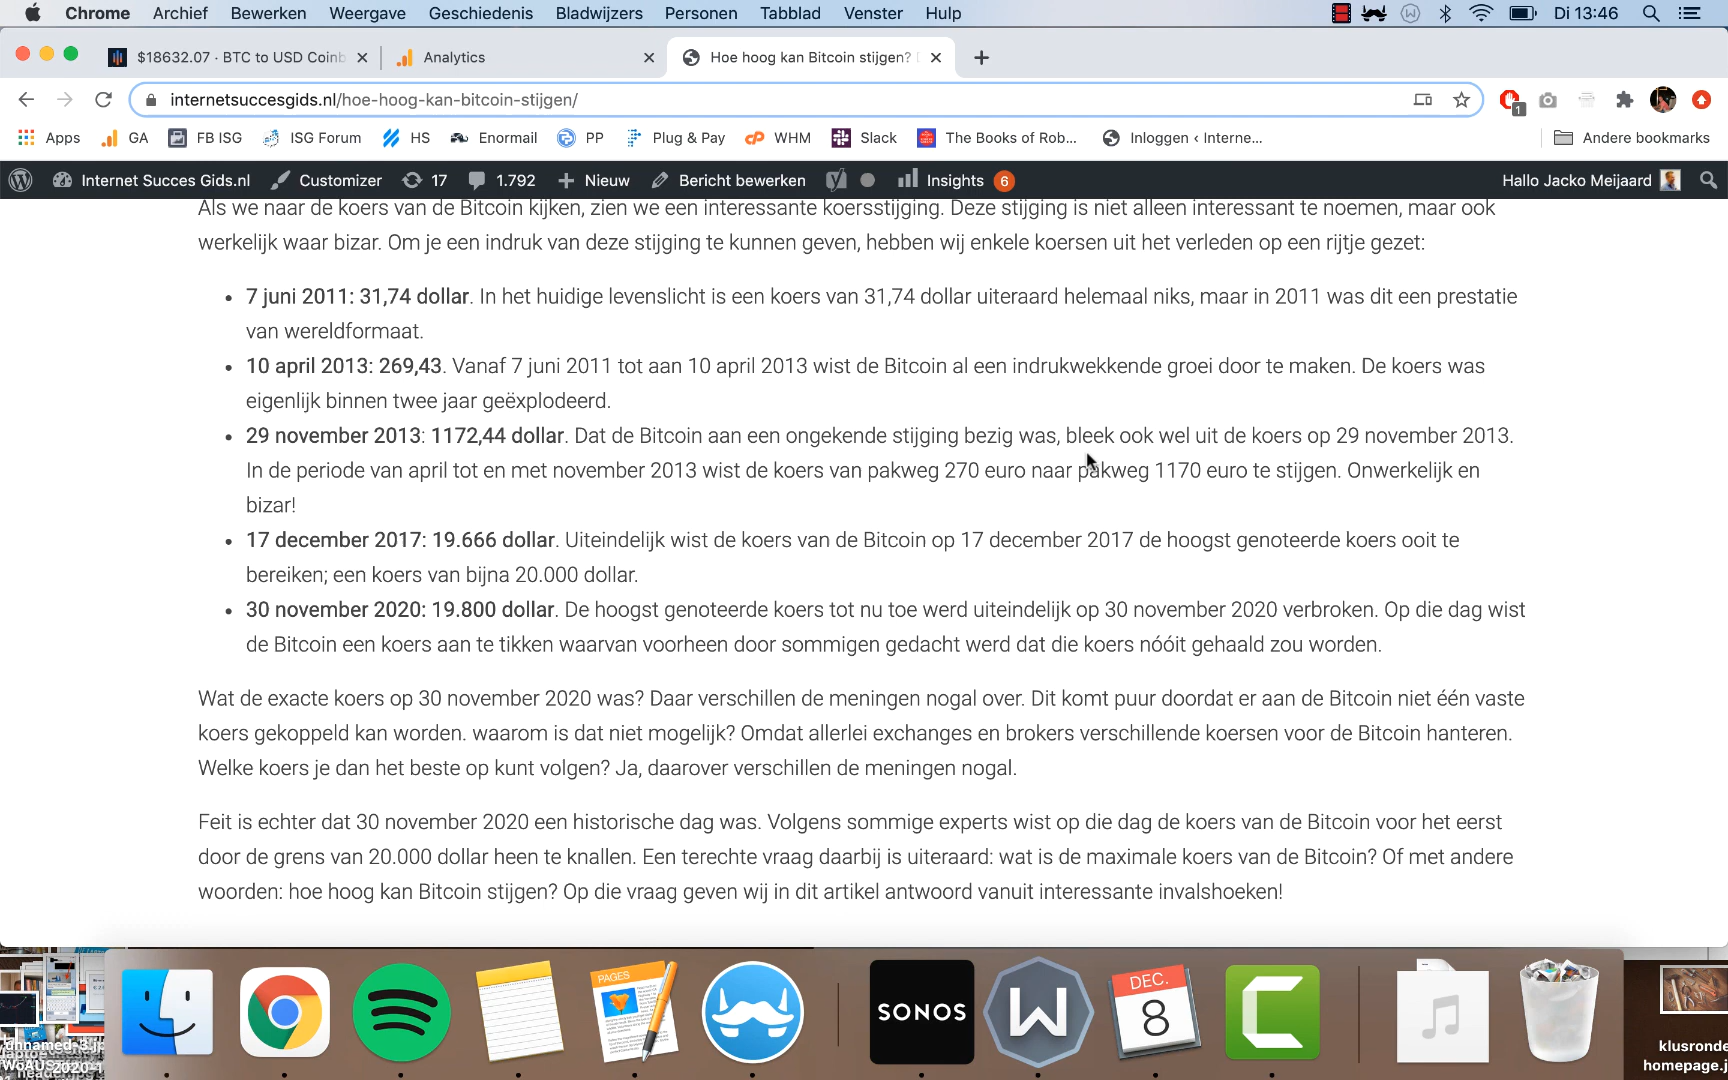 Chrome Archief Bewerken Weergave Geschiedenis Bladwijzers Personen Tabblad Venster Hulp Di 13:46
$18632.07 · BTC to USD Coinb Analytics Hoe hoog kan Bitcoin stijgen?
internetsuccesgids.nl/hoe-hoog-kan-bitcoin-stijgen/ 1
Apps GA FB ISG ISG Forum HS Enormail PP Plug & Pay WHM Slack The Books of Rob... Inloggen ‹ Interne... Andere bookmarks
Internet Succes Gids.nl Customizer 17 1.792 Nieuw Bericht bewerken Insights 6 Hallo Jacko Meijaard
Als we naar de koers van de Bitcoin kijken, zien we een interessante koersstijging. Deze stijging is niet alleen interessant te noemen, maar ook
werkelijk waar bizar. Om je een indruk van deze stijging te kunnen geven, hebben wij enkele koersen uit het verleden op een rijtje gezet:
• 7 juni 2011: 31,74 dollar. In het huidige levenslicht is een koers van 31,74 dollar uiteraard helemaal niks, maar in 2011 was dit een prestatie
van wereldformaat.
• 10 april 2013: 269,43. Vanaf 7 juni 2011 tot aan 10 april 2013 wist de Bitcoin al een indrukwekkende groei door te maken. De koers was
eigenlijk binnen twee jaar geëxplodeerd.
• 29 november 2013: 1172,44 dollar. Dat de Bitcoin aan een ongekende stijging bezig was, bleek ook wel uit de koers op 29 november 2013.
In de periode van april tot en met november 2013 wist de koers van pakweg 270 euro naar pakweg 1170 euro te stijgen. Onwerkelijk en
bizar!
• 17 december 2017: 19.666 dollar. Uiteindelijk wist de koers van de Bitcoin op 17 december 2017 de hoogst genoteerde koers ooit te
bereiken; een koers van bijna 20.000 dollar.
• 30 november 2020: 19.800 dollar. De hoogst genoteerde koers tot nu toe werd uiteindelijk op 30 november 2020 verbroken. Op die dag wist
de Bitcoin een koers aan te tikken waarvan voorheen door sommigen gedacht werd dat die koers nóóit gehaald zou worden.
Wat de exacte koers op 30 november 2020 was? Daar verschillen de meningen nogal over. Dit komt puur doordat er aan de Bitcoin niet één vaste
koers gekoppeld kan worden. waarom is dat niet mogelijk? Omdat allerlei exchanges en brokers verschillende koersen voor de Bitcoin hanteren.
Welke koers je dan het beste op kunt volgen? Ja, daarover verschillen de meningen nogal.
Feit is echter dat 30 november 2020 een historische dag was. Volgens sommige experts wist op die dag de koers van de Bitcoin voor het eerst
door de grens van 20.000 dollar heen te knallen. Een terechte vraag daarbij is uiteraard: wat is de maximale koers van de Bitcoin? Of met andere
woorden: hoe hoog kan Bitcoin stijgen? Op die vraag geven wij in dit artikel antwoord vanuit interessante invalshoeken!
PAGES
SONOS
DEC.
8
klusronde
homepage.j